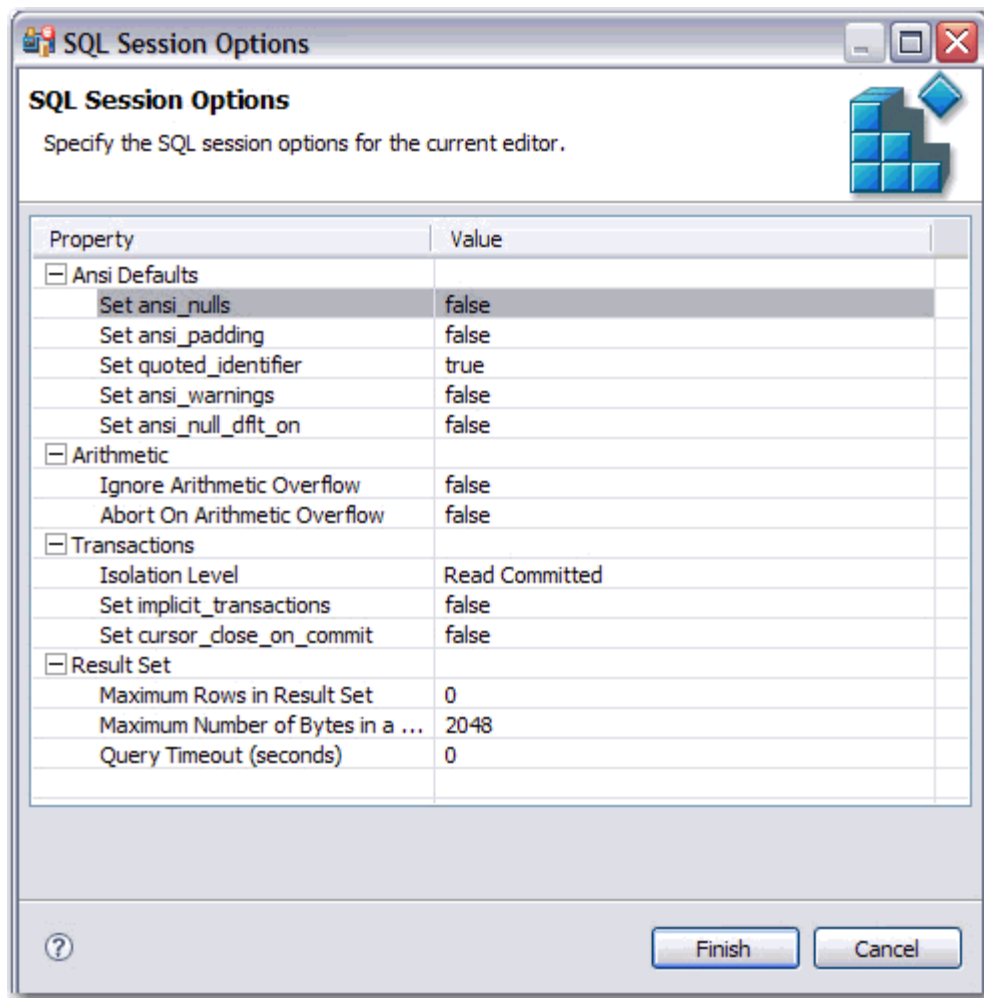 SQL Session Options
SQL Session Options
Specify the SQL session options for the current editor.
Property Value
Ansi Defaults
Set ansi_nulls false
Set ansi_padding false
Set quoted_identifier true
Set ansi_warnings false
Set ansi_null_dflt_on false
Arithmetic
Ignore Arithmetic Overflow false
Abort On Arithmetic Overflow false
Transactions
Isolation Level Read Committed
Set implicit_transactions false
Set cursor_close_on_commit false
Result Set
Maximum Rows in Result Set 0
Maximum Number of Bytes in a ... 2048
Query Timeout (seconds) 0
? Finish Cancel